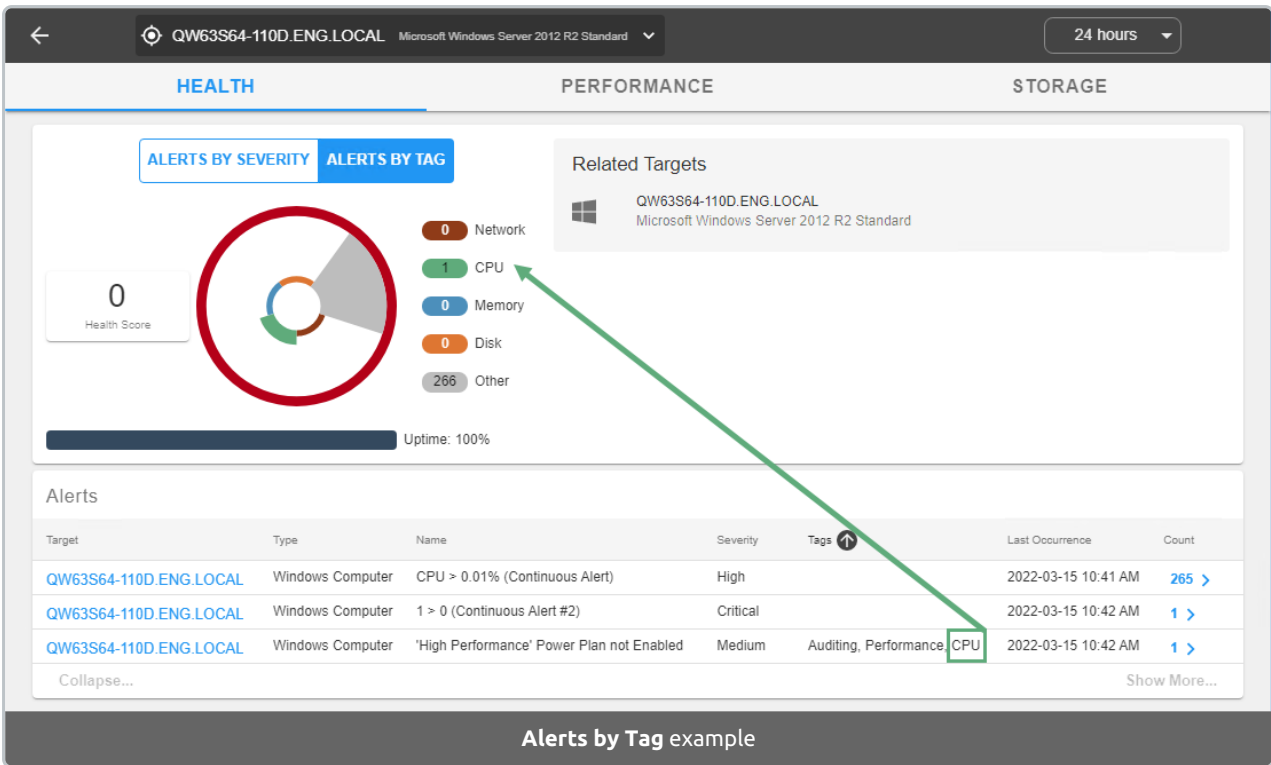 QW63S64-110D.ENG.LOCAL Microsoft Windows Server 2012 R2 Standard
24 hours
HEALTH PERFORMANCE STORAGE
ALERTS BY SEVERITY ALERTS BY TAG
Related Targets
QW63S64-110D.ENG.LOCAL
Microsoft Windows Server 2012 R2 Standard
0 Network
1 CPU
0 Memory
0 Disk
266 Other
0
Health Score
Uptime: 100%
Alerts
Target Type Name Severity Tags Last Occurrence Count
QW63S64-110D.ENG.LOCAL Windows Computer CPU > 0.01% (Continuous Alert) High 2022-03-15 10:41 AM 265
QW63S64-110D.ENG.LOCAL Windows Computer 1 > 0 (Continuous Alert #2) Critical 2022-03-15 10:42 AM 1
QW63S64-110D.ENG.LOCAL Windows Computer 'High Performance' Power Plan not Enabled Medium Auditing, Performance, CPU 2022-03-15 10:42 AM 1
Collapse... Show More...
Alerts by Tag example